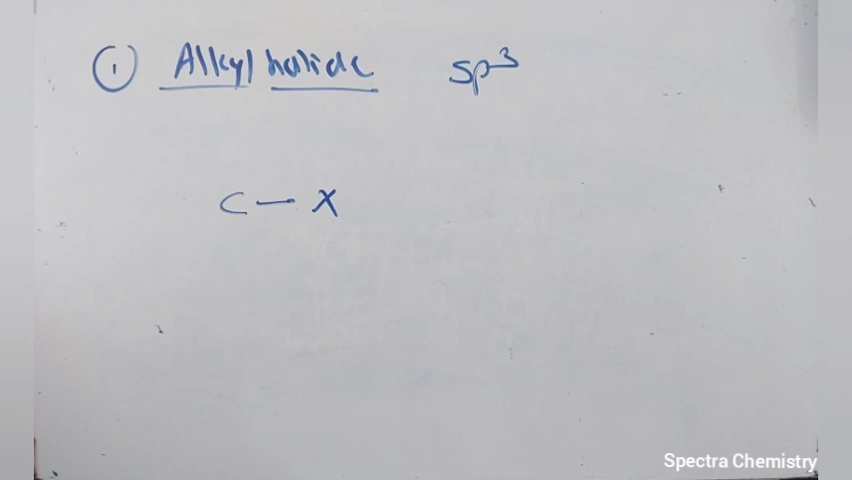 ① Alkyl halide sp³
C — X
Spectra Chemistry